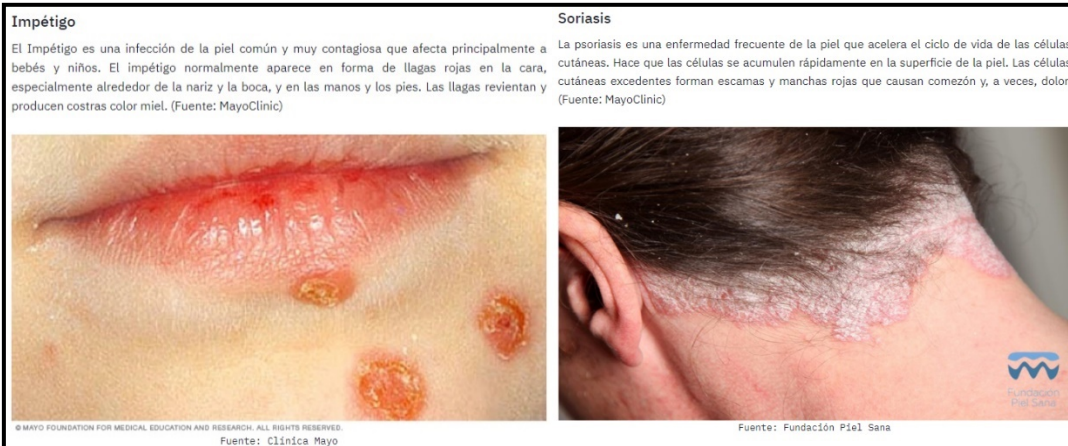 Impétigo
El Impétigo es una infección de la piel común y muy contagiosa que afecta principalmente a
bebés y niños. El impétigo normalmente aparece en forma de llagas rojas en la cara,
especialmente alrededor de la nariz y la boca, y en las manos y los pies. Las llagas revientan y
producen costras color miel. (Fuente: MayoClinic)
© MAYO FOUNDATION FOR MEDICAL EDUCATION AND RESEARCH. ALL RIGHTS RESERVED.
Fuente: Clínica Mayo
Soriasis
La psoriasis es una enfermedad frecuente de la piel que acelera el ciclo de vida de las células
cutáneas. Hace que las células se acumulen rápidamente en la superficie de la piel. Las células
cutáneas excedentes forman escamas y manchas rojas que causan comezón y, a veces, dolor
(Fuente: MayoClinic)
Fundación
Piel Sana
Fuente: Fundación Piel Sana